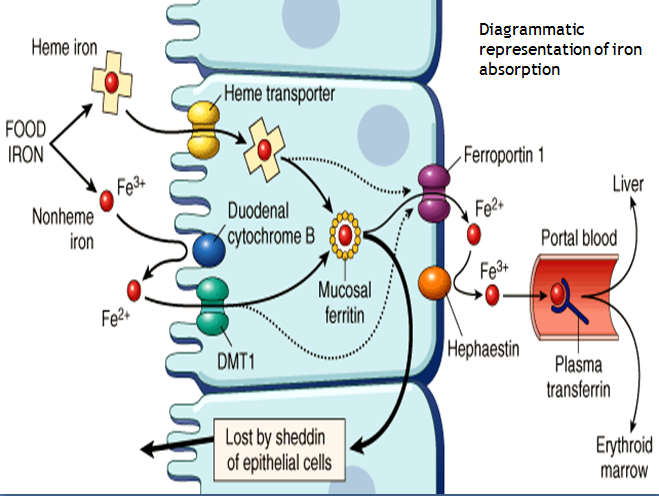 Diagrammatic
representation of iron
absorption
Heme iron
Heme transporter
FOOD
IRON
Fe3+
Nonheme
iron
Fe2+
Duodenal
cytochrome B
DMT1
Mucosal
ferritin
Ferroportin 1
Fe2+
Fe3+
Hephaestin
Liver
Portal blood
Plasma
transferrin
Erythroid
marrow
Lost by sheddin
of epithelial cells